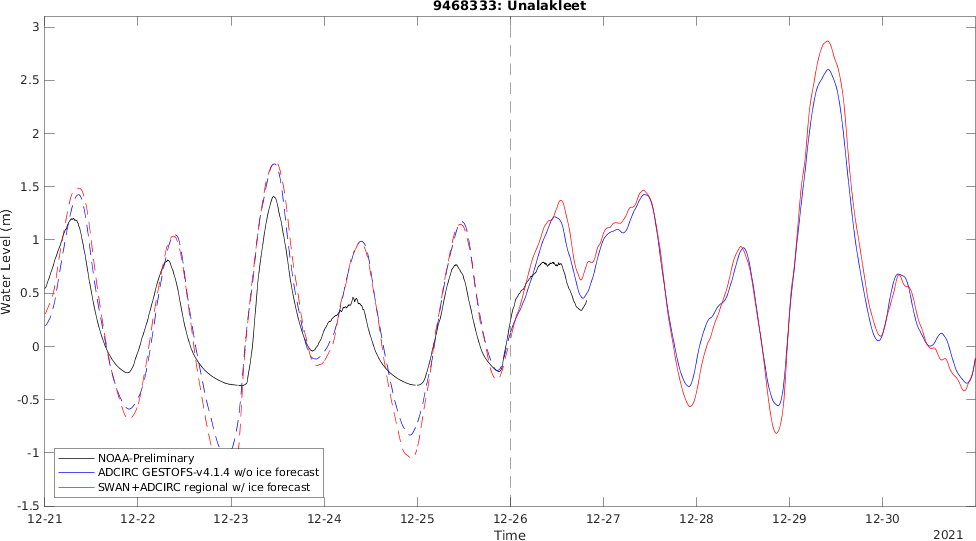 9468333: Unalakleet
Water Level (m)
3
2.5
2
1.5
1
0.5
0
-0.5
-1
-1.5
NOAA-Preliminary
ADCIRC GESTOFS-v4.1.4 w/o ice forecast
SWAN+ADCIRC regional w/ ice forecast
12-21 12-22 12-23 12-24 12-25 12-26 12-27 12-28 12-29 12-30
Time
2021